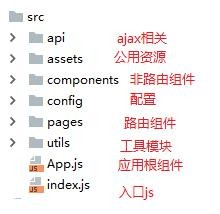 src
api ajax相关
assets 公用资源
components 非路由组件
config 配置
pages 路由组件
utils 工具模块
App.js 应用根组件
index.js 入口js